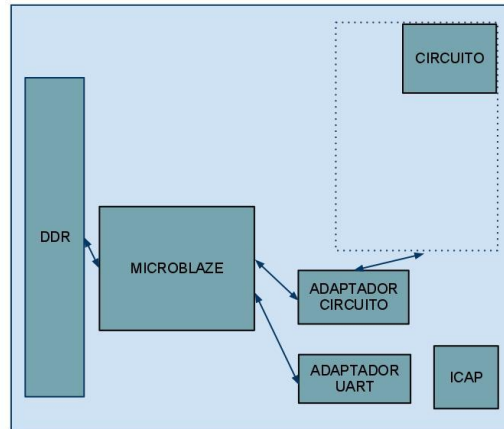 CIRCUITO
DDR
MICROBLAZE
ADAPTADOR
CIRCUITO
ADAPTADOR
UART
ICAP